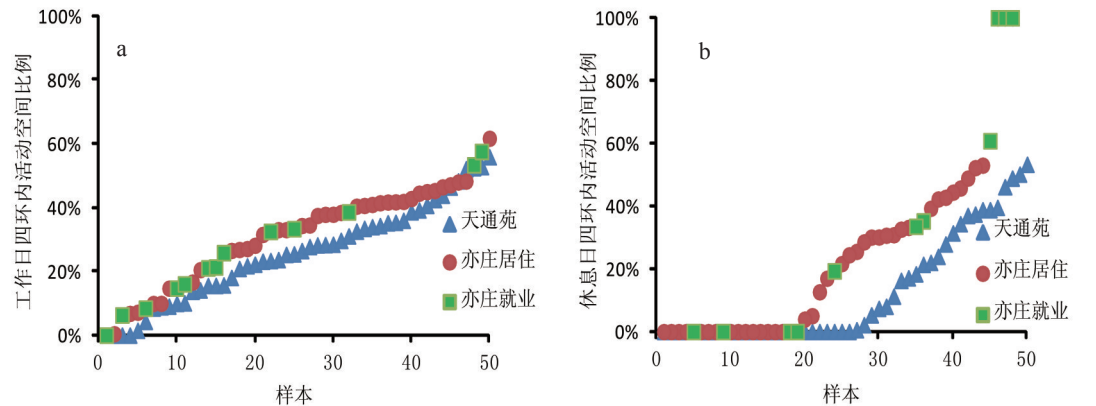 a
工作日四环内活动空间比例
100%
80%
60%
40%
20%
0%
0 10 20 30 40 50
样本
天通苑
亦庄居住
亦庄就业
b
休息日四环内活动空间比例
100%
80%
60%
40%
20%
0%
0 10 20 30 40 50
样本
天通苑
亦庄居住
亦庄就业